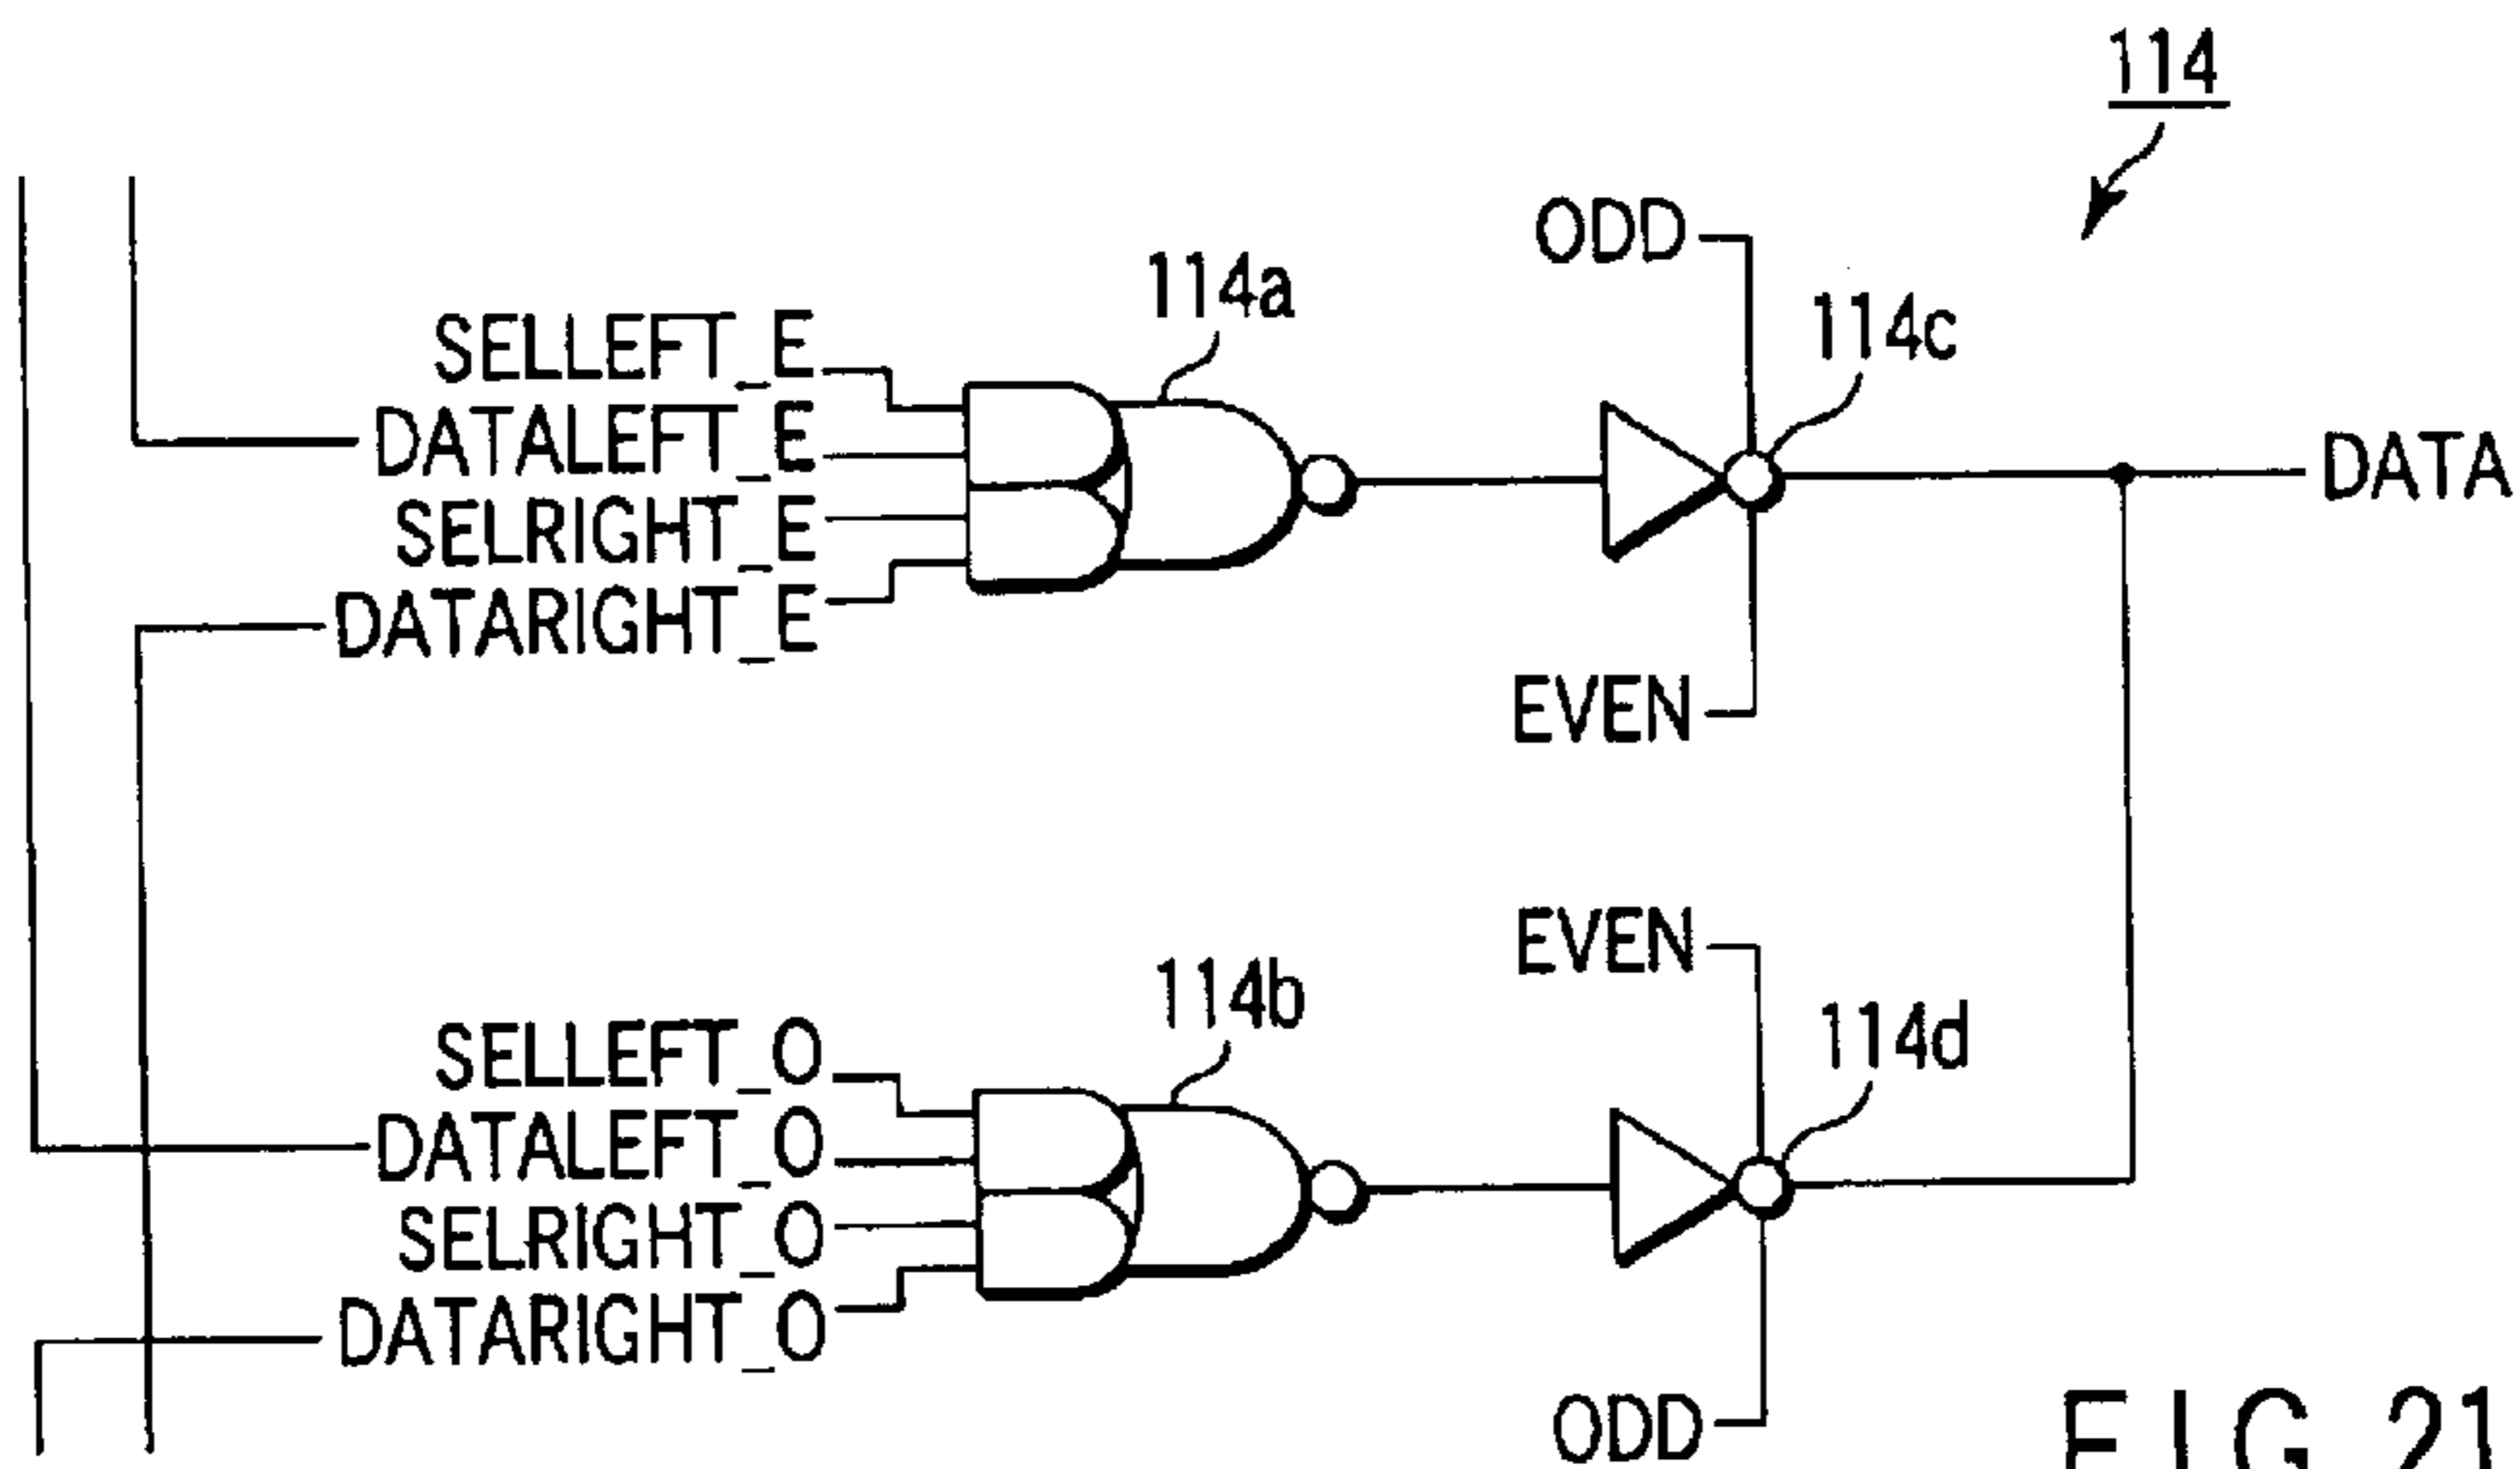 114
ODD
114a
114c
SELLEFT_E
DATALEFT_E
SELRIGHT_E
DATARIGHT_E
DATA
EVEN
EVEN
114b
114d
SELLEFT_O
DATALEFT_O
SELRIGHT_O
DATARIGHT_O
ODD
FIG 21